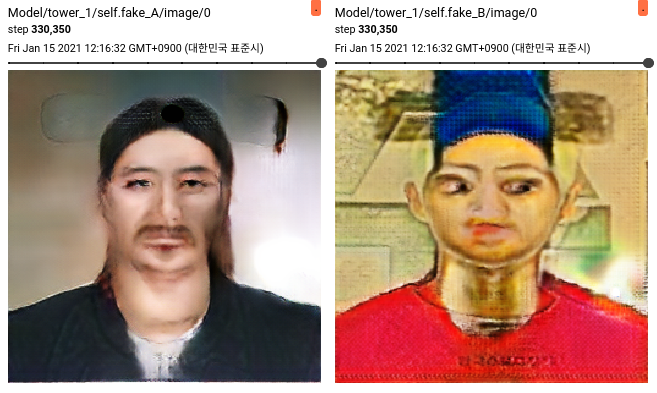 Model/tower_1/self.fake_A/image/0
step 330,350
Fri Jan 15 2021 12:16:32 GMT+0900 (대한민국 표준시)
Model/tower_1/self.fake_B/image/0
step 330,350
Fri Jan 15 2021 12:16:32 GMT+0900 (대한민국 표준시)